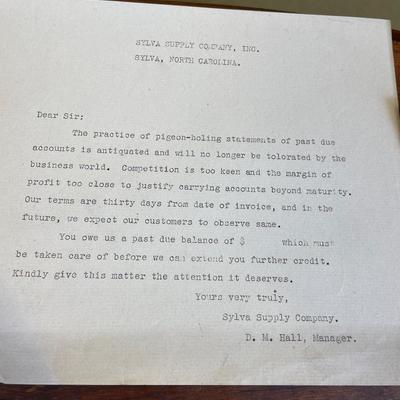 SYLVA SUPPLY COMPANY, INC.
SYLVA, NORTH CAROLINA.
Dear Sir:
The practice of pigeon-holing statements of past due
accounts is antiquated and will no longer be tolorated by the
business world. Competition is too keen and the margin of
profit too close to justify carrying accounts beyond maturity.
Our terms are thirty days from date of invoice, and in the
future, we expect our customers to observe same.
You owe us a past due balance of $ which must
be taken care of before we can extend you further credit.
Kindly give this matter the attention it deserves.
Yours very truly,
Sylva Supply Company.
D. M. Hall, Manager.